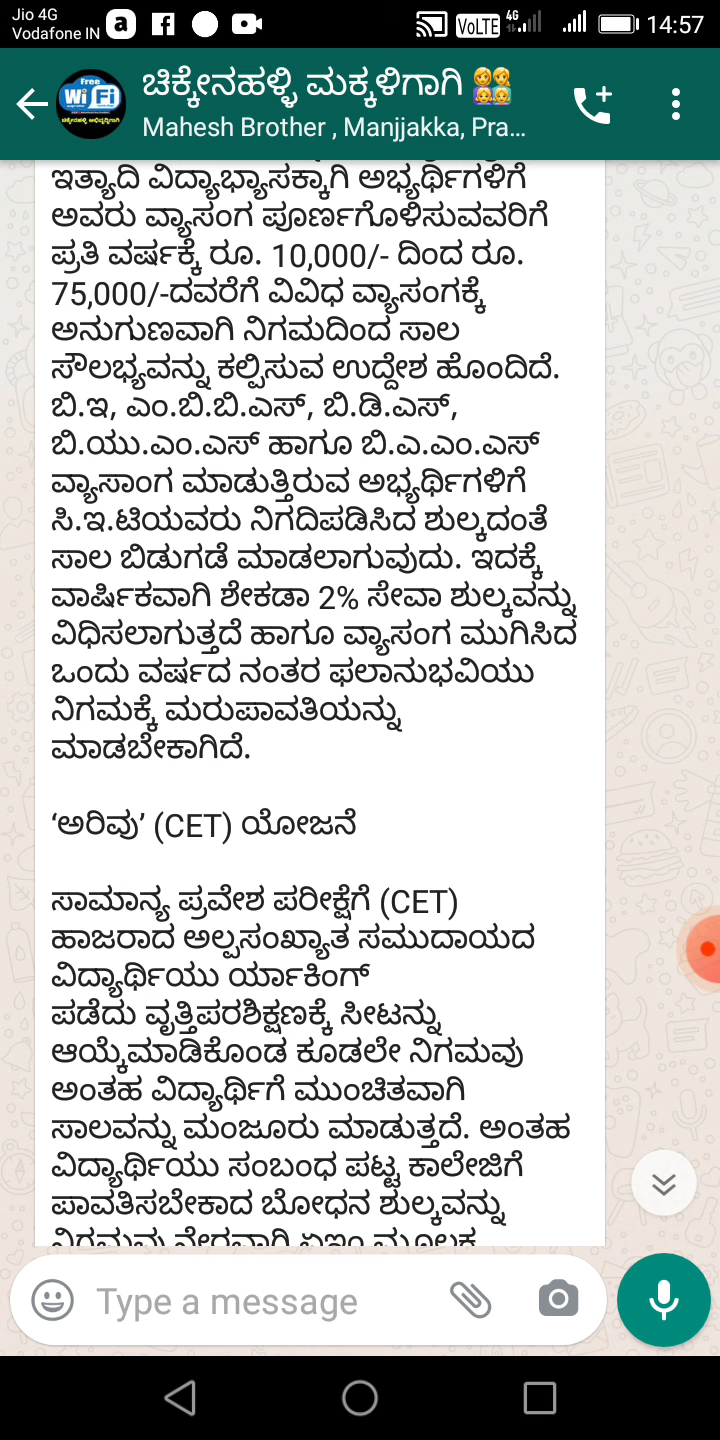 Jio 4G
Vodafone IN
4G
VoLTE
14:57
Free
Wi Fi
ಚಿಕ್ಕೇನಹಳ್ಳಿ ಮಕ್ಕಳಿಗಾಗಿ 👨‍👩‍👧‍👦
Mahesh Brother , Manjjakka, Pra...
ಇತ್ಯಾದಿ ವಿದ್ಯಾಭ್ಯಾಸಕ್ಕಾಗಿ ಅಭ್ಯರ್ಥಿಗಳಿಗೆ
ಅವರು ವ್ಯಾಸಂಗ ಪೂರ್ಣಗೊಳಿಸುವವರಿಗೆ
ಪ್ರತಿ ವರ್ಷಕ್ಕೆ ರೂ. 10,000/- ದಿಂದ ರೂ.
75,000/-ದವರೆಗೆ ವಿವಿಧ ವ್ಯಾಸಂಗಕ್ಕೆ
ಅನುಗುಣವಾಗಿ ನಿಗಮದಿಂದ ಸಾಲ
ಸೌಲಭ್ಯವನ್ನು ಕಲ್ಪಿಸುವ ಉದ್ದೇಶ ಹೊಂದಿದೆ.
ಬಿ.ಇ, ಎಂ.ಬಿ.ಬಿ.ಎಸ್, ಬಿ.ಡಿ.ಎಸ್,
ಬಿ.ಯು.ಎಂ.ಎಸ್ ಹಾಗೂ ಬಿ.ಎ.ಎಂ.ಎಸ್
ವ್ಯಾಸಾಂಗ ಮಾಡುತ್ತಿರುವ ಅಭ್ಯರ್ಥಿಗಳಿಗೆ
ಸಿ.ಇ.ಟಿಯವರು ನಿಗದಿಪಡಿಸಿದ ಶುಲ್ಕದಂತೆ
ಸಾಲ ಬಿಡುಗಡೆ ಮಾಡಲಾಗುವುದು. ಇದಕ್ಕೆ
ವಾರ್ಷಿಕವಾಗಿ ಶೇಕಡಾ 2% ಸೇವಾ ಶುಲ್ಕವನ್ನು
ವಿಧಿಸಲಾಗುತ್ತದೆ ಹಾಗೂ ವ್ಯಾಸಂಗ ಮುಗಿಸಿದ
ಒಂದು ವರ್ಷದ ನಂತರ ಫಲಾನುಭವಿಯು
ನಿಗಮಕ್ಕೆ ಮರುಪಾವತಿಯನ್ನು
ಮಾಡಬೇಕಾಗಿದೆ.
‘ಅರಿವು’ (CET) ಯೋಜನೆ
ಸಾಮಾನ್ಯ ಪ್ರವೇಶ ಪರೀಕ್ಷೆಗೆ (CET)
ಹಾಜರಾದ ಅಲ್ಪಸಂಖ್ಯಾತ ಸಮುದಾಯದ
ವಿದ್ಯಾರ್ಥಿಯು ರ್ಯಾಕಿಂಗ್
ಪಡೆದು ವೃತ್ತಿಪರಶಿಕ್ಷಣಕ್ಕೆ ಸೀಟನ್ನು
ಆಯ್ಕೆಮಾಡಿಕೊಂಡ ಕೂಡಲೇ ನಿಗಮವು
ಅಂತಹ ವಿದ್ಯಾರ್ಥಿಗೆ ಮುಂಚಿತವಾಗಿ
ಸಾಲವನ್ನು ಮಂಜೂರು ಮಾಡುತ್ತದೆ. ಅಂತಹ
ವಿದ್ಯಾರ್ಥಿಯು ಸಂಬಂಧ ಪಟ್ಟ ಕಾಲೇಜಿಗೆ
ಪಾವತಿಸಬೇಕಾದ ಬೋಧನ ಶುಲ್ಕವನ್ನು
Type a message